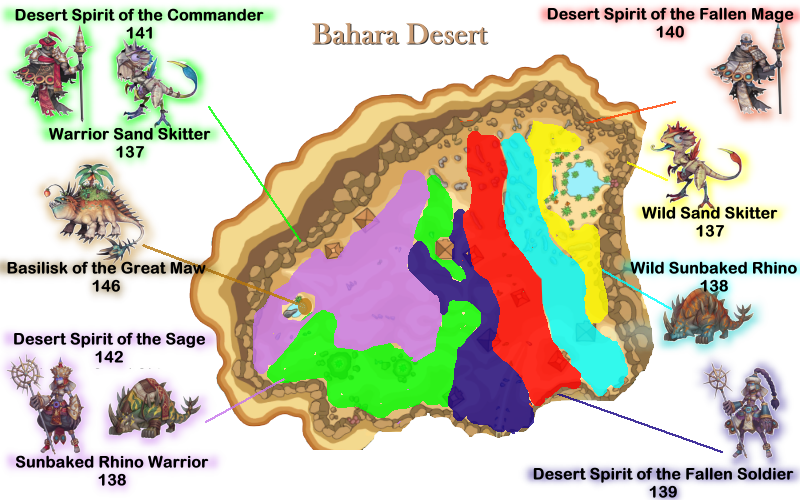 Bahara Desert
Desert Spirit of the Commander
141
Warrior Sand Skitter
137
Basilisk of the Great Maw
146
Desert Spirit of the Sage
142
Sunbaked Rhino Warrior
138
Desert Spirit of the Fallen Mage
140
Wild Sand Skitter
137
Wild Sunbaked Rhino
138
Desert Spirit of the Fallen Soldier
139